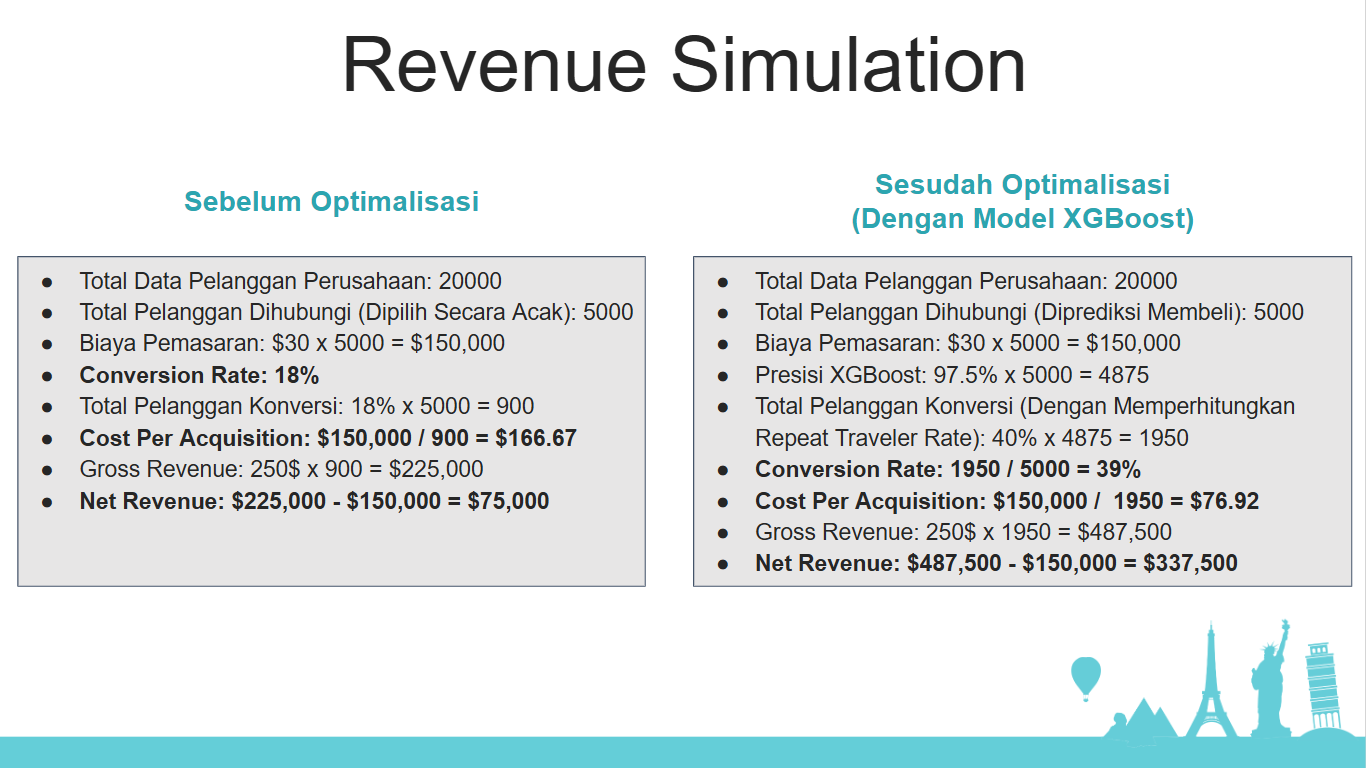 Revenue Simulation
Sebelum Optimalisasi
● Total Data Pelanggan Perusahaan: 20000
● Total Pelanggan Dihubungi (Dipilih Secara Acak): 5000
● Biaya Pemasaran: $30 x 5000 = $150,000
● Conversion Rate: 18%
● Total Pelanggan Konversi: 18% x 5000 = 900
● Cost Per Acquisition: $150,000 / 900 = $166.67
● Gross Revenue: 250$ x 900 = $225,000
● Net Revenue: $225,000 - $150,000 = $75,000
Sesudah Optimalisasi
(Dengan Model XGBoost)
● Total Data Pelanggan Perusahaan: 20000
● Total Pelanggan Dihubungi (Diprediksi Membeli): 5000
● Biaya Pemasaran: $30 x 5000 = $150,000
● Presisi XGBoost: 97.5% x 5000 = 4875
● Total Pelanggan Konversi (Dengan Memperhitungkan
Repeat Traveler Rate): 40% x 4875 = 1950
● Conversion Rate: 1950 / 5000 = 39%
● Cost Per Acquisition: $150,000 / 1950 = $76.92
● Gross Revenue: 250$ x 1950 = $487,500
● Net Revenue: $487,500 - $150,000 = $337,500